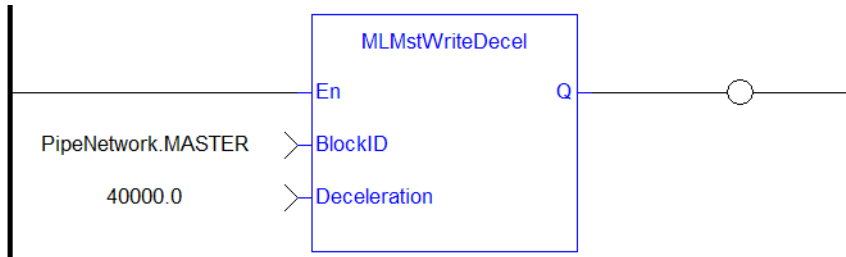 MLMstWriteDecel
En Q
PipeNetwork.MASTER BlockID
40000.0 Deceleration